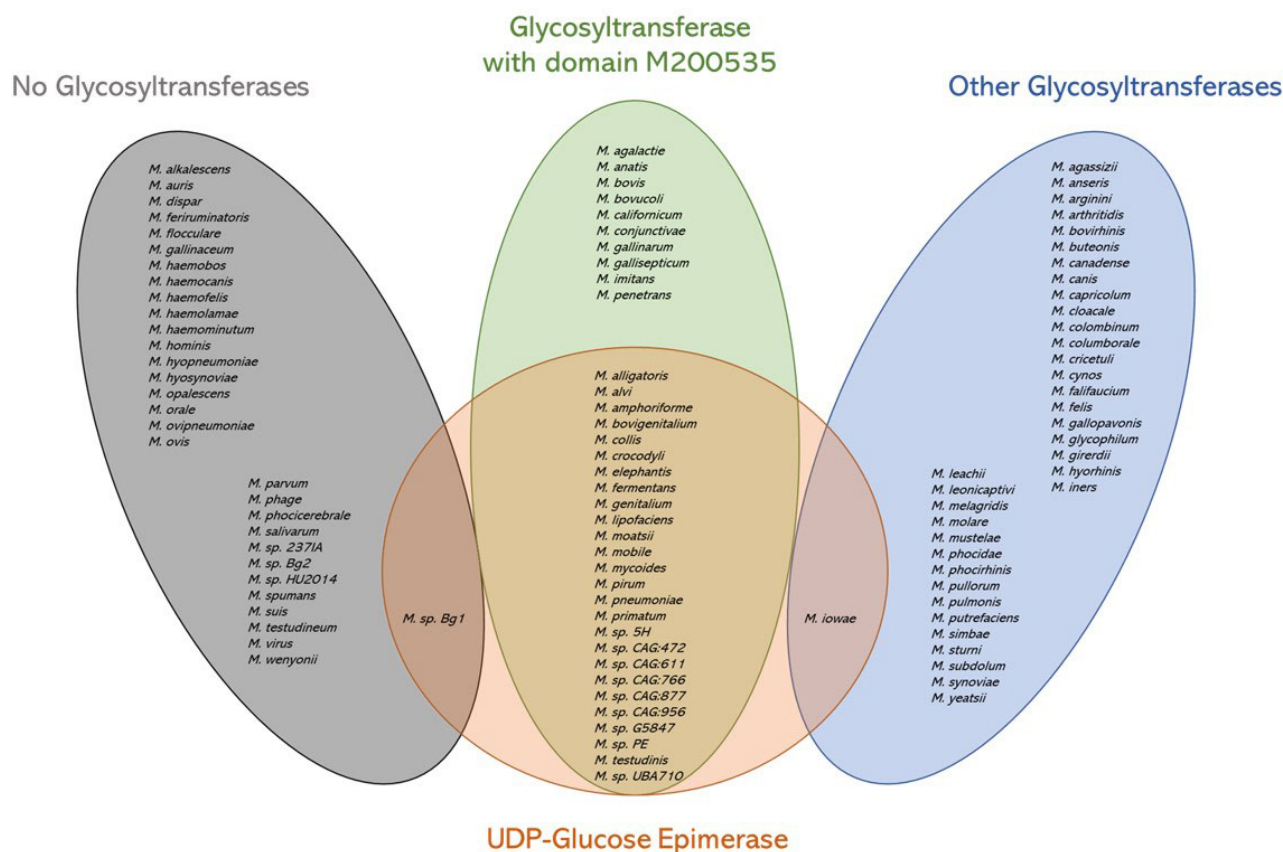 Glycosyltransferase
with domain M200535
No Glycosyltransferases
Other Glycosyltransferases
M. alkalescens
M. auris
M. dispar
M. feriruminatoris
M. flocculare
M. gallinaceum
M. haemobos
M. haemocanis
M. haemofelis
M. haemolamae
M. haemominutum
M. hominis
M. hyopneumoniae
M. hyosynoviae
M. opalescens
M. orale
M. ovipneumoniae
M. ovis
M. parvum
M. phage
M. phocicerebrale
M. salivarum
M. sp. 237IA
M. sp. Bg2
M. sp. HU2014
M. spumans
M. suis
M. testudineum
M. virus
M. wenyonii
M. sp. Bg1
M. agalactie
M. anatis
M. bovis
M. bovucoli
M. californicum
M. conjunctivae
M. gallinarum
M. gallisepticum
M. imitans
M. penetrans
M. alligatoris
M. alvi
M. amphoriforme
M. bovigenitalium
M. collis
M. crocodyli
M. elephantis
M. fermentans
M. genitalium
M. lipofaciens
M. moatsii
M. mobile
M. mycoides
M. pirum
M. pneumoniae
M. primatum
M. sp. 5H
M. sp. CAG:472
M. sp. CAG:611
M. sp. CAG:766
M. sp. CAG:877
M. sp. CAG:956
M. sp. G5847
M. sp. PE
M. testudinis
M. sp. UBA710
M. iowae
M. agassizii
M. anseris
M. arginini
M. arthritidis
M. bovirhinis
M. buteonis
M. canadense
M. canis
M. capricolum
M. cloacale
M. colombinum
M. columborale
M. cricetuli
M. cynos
M. falifaucium
M. felis
M. gallopavonis
M. glycophilum
M. girerdii
M. hyorhinis
M. iners
M. leachii
M. leonicaptivi
M. melagridis
M. molare
M. mustelae
M. phocidae
M. phocirhinis
M. pullorum
M. pulmonis
M. putrefaciens
M. simbae
M. sturni
M. subdolum
M. synoviae
M. yeatsii
UDP-Glucose Epimerase